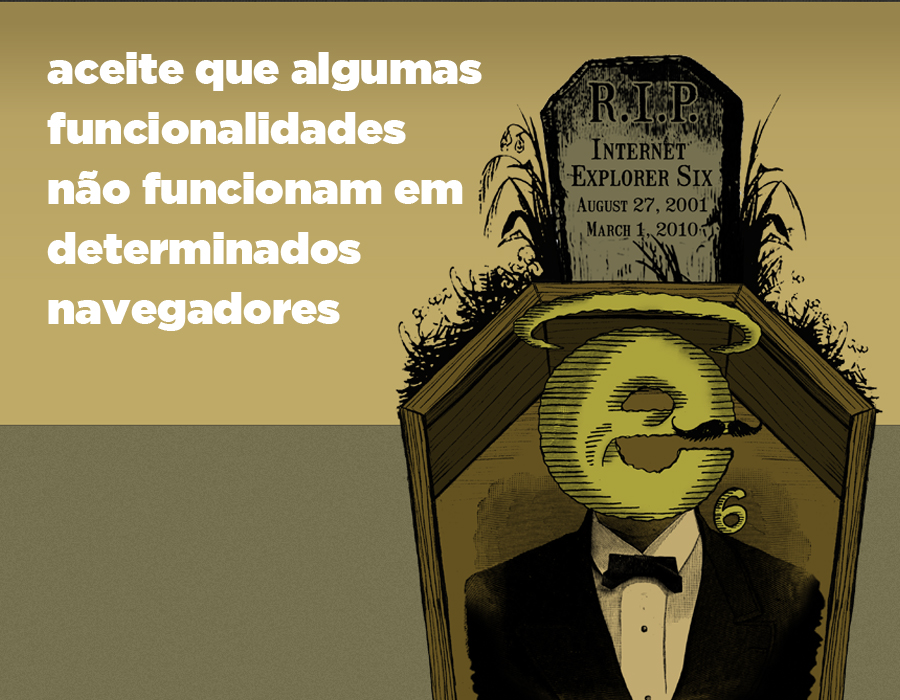 aceite que algumas
funcionalidades
não funcionam em
determinados
navegadores
R.I.P.
Internet
Explorer Six
August 27, 2001
March 1, 2010
e
6